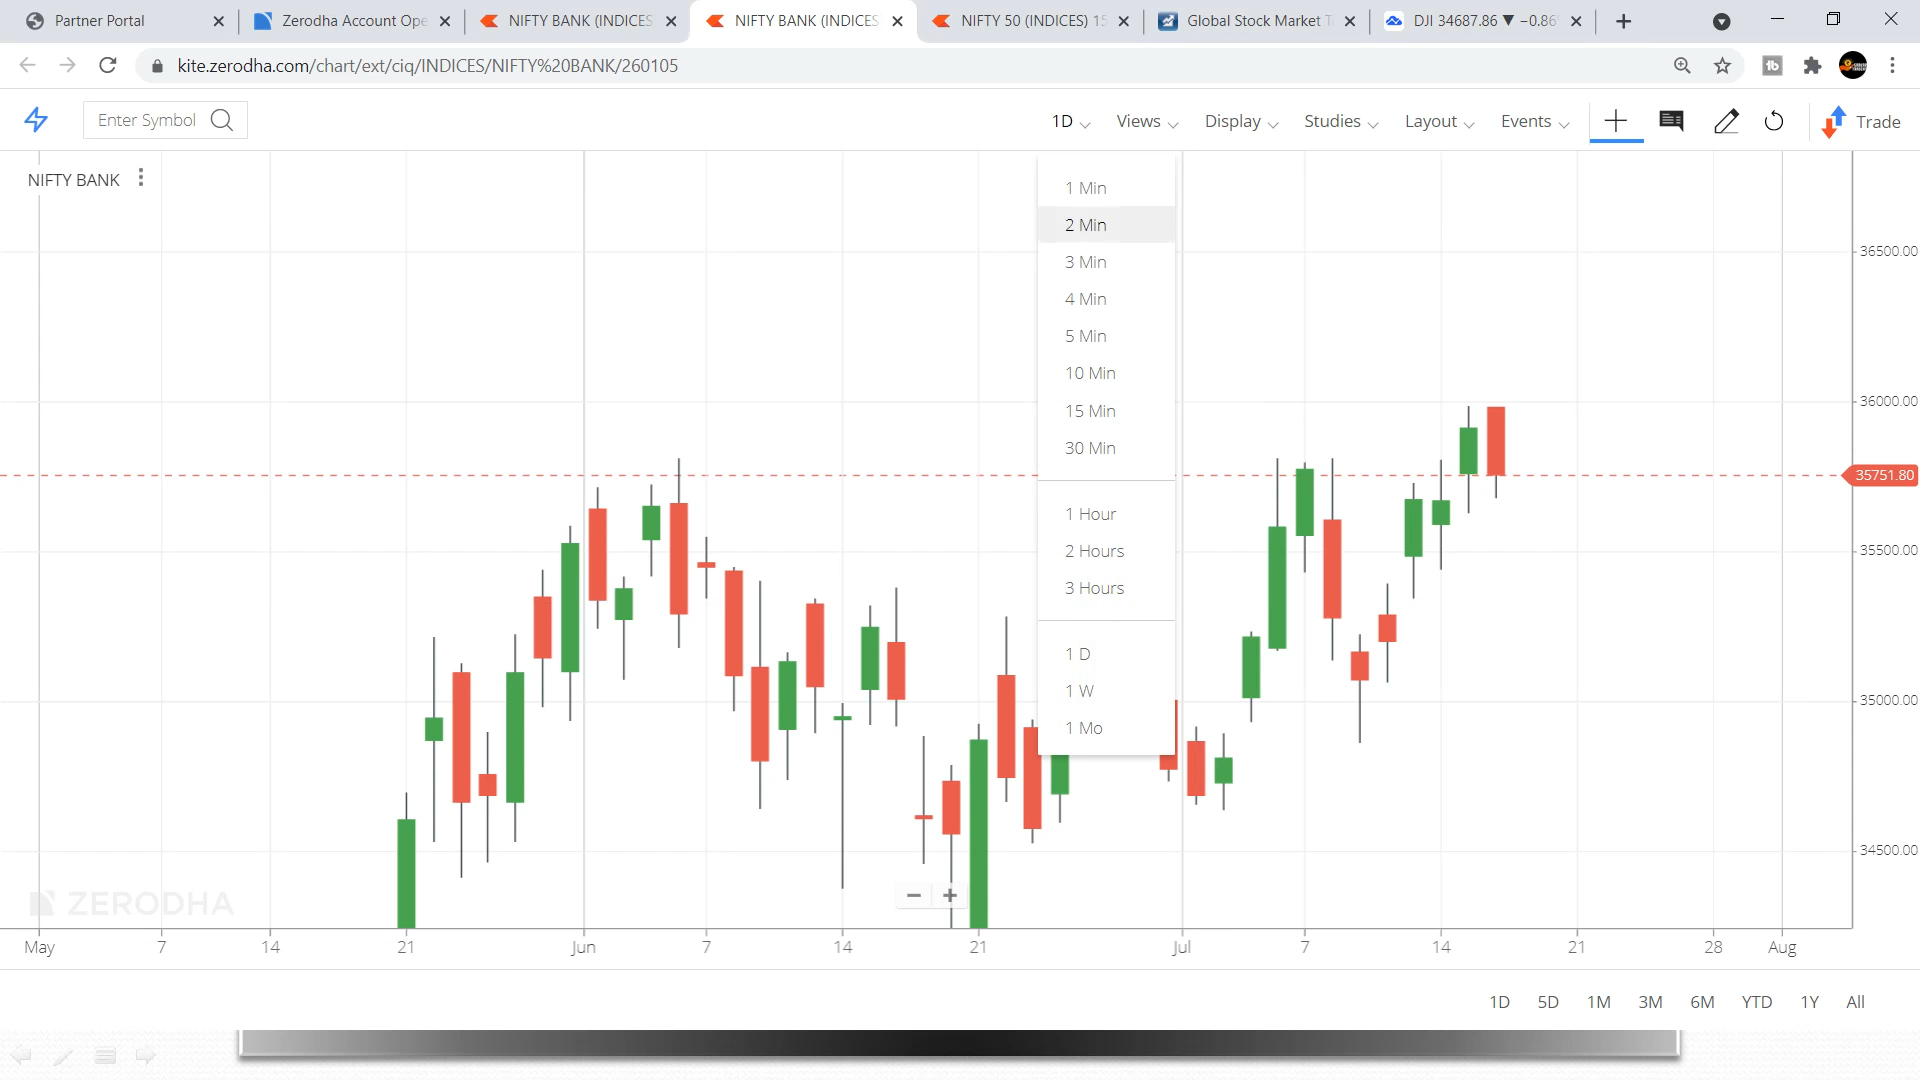 Partner Portal
Zerodha Account Ope
NIFTY BANK (INDICES
NIFTY BANK (INDICES
NIFTY 50 (INDICES) 15
Global Stock Market T
DJI 34687.86 ▼ −0.86
kite.zerodha.com/chart/ext/ciq/INDICES/NIFTY%20BANK/260105
Enter Symbol
1D
Views
Display
Studies
Layout
Events
Trade
NIFTY BANK
1 Min
2 Min
3 Min
4 Min
5 Min
10 Min
15 Min
30 Min
1 Hour
2 Hours
3 Hours
1 D
1 W
1 Mo
36500.00
36000.00
35751.80
35500.00
35000.00
34500.00
ZERODHA
May 7 14 21 Jun 7 14 21 Jul 7 14 21 28 Aug
1D 5D 1M 3M 6M YTD 1Y All